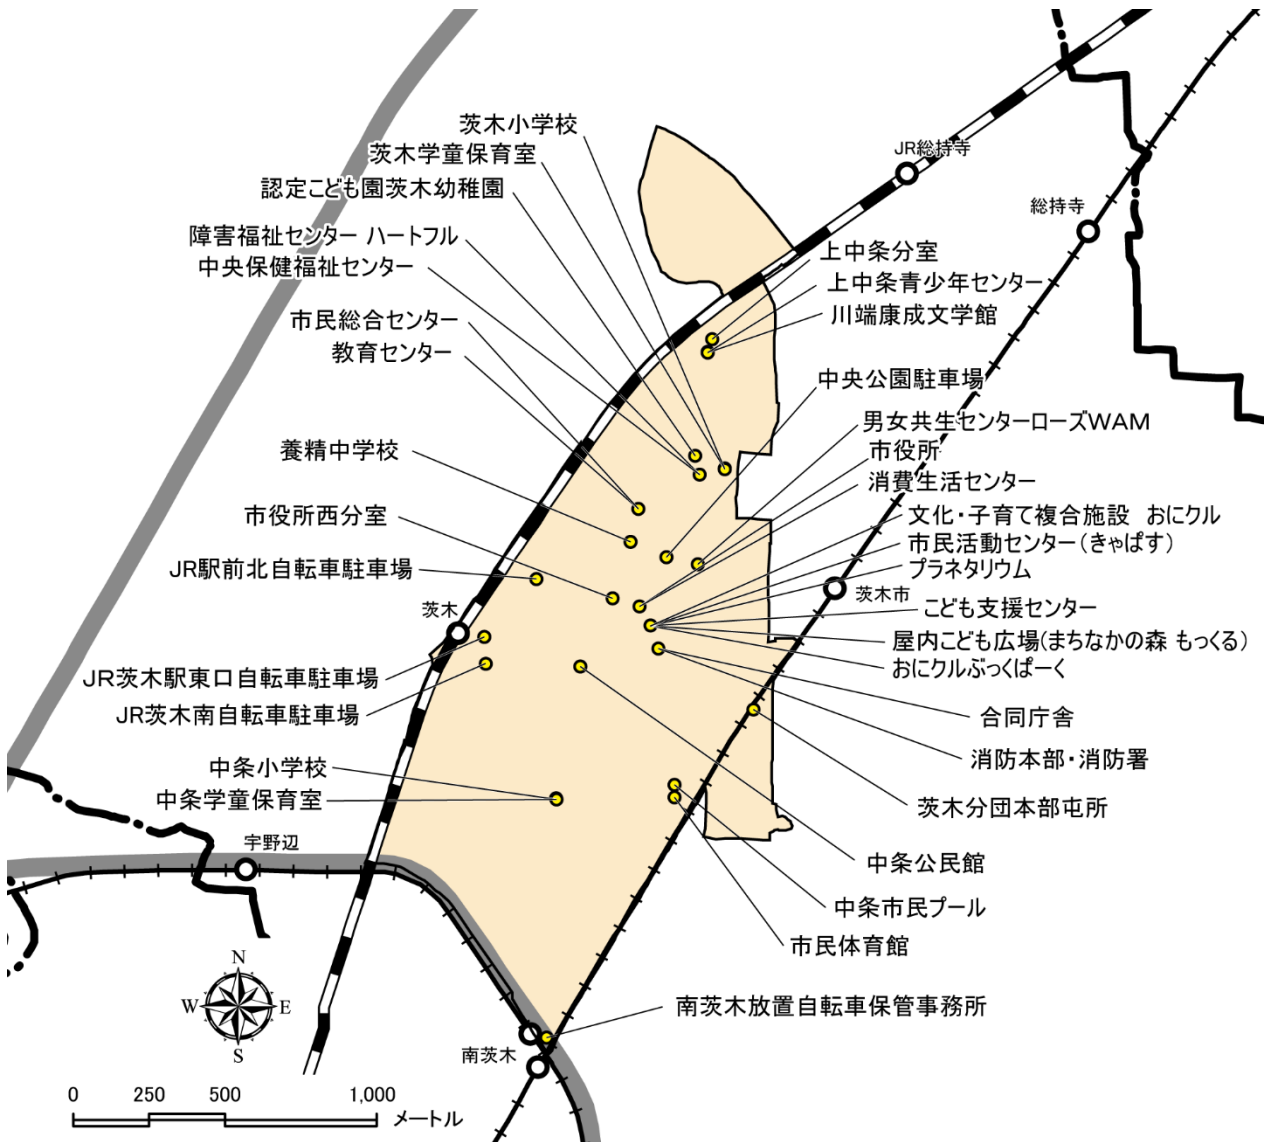 茨木小学校
茨木学童保育室
認定こども園茨木幼稚園
障害福祉センター ハートフル
中央保健福祉センター
市民総合センター
教育センター
養精中学校
市役所西分室
JR駅前北自転車駐車場
茨木
JR茨木駅東口自転車駐車場
JR茨木南自転車駐車場
中条小学校
中条学童保育室
宇野辺
JR総持寺
総持寺
上中条分室
上中条青少年センター
川端康成文学館
中央公園駐車場
男女共生センターローズWAM
市役所
消費生活センター
文化・子育て複合施設 おにクル
市民活動センター(きゃぱす)
プラネタリウム
茨木市
こども支援センター
屋内こども広場(まちなかの森 もっくる)
おにクルぶっくぱーく
合同庁舎
消防本部・消防署
茨木分団本部屯所
中条公民館
中条市民プール
市民体育館
南茨木放置自転車保管事務所
南茨木
N
W E
S
0 250 500 1,000
メートル